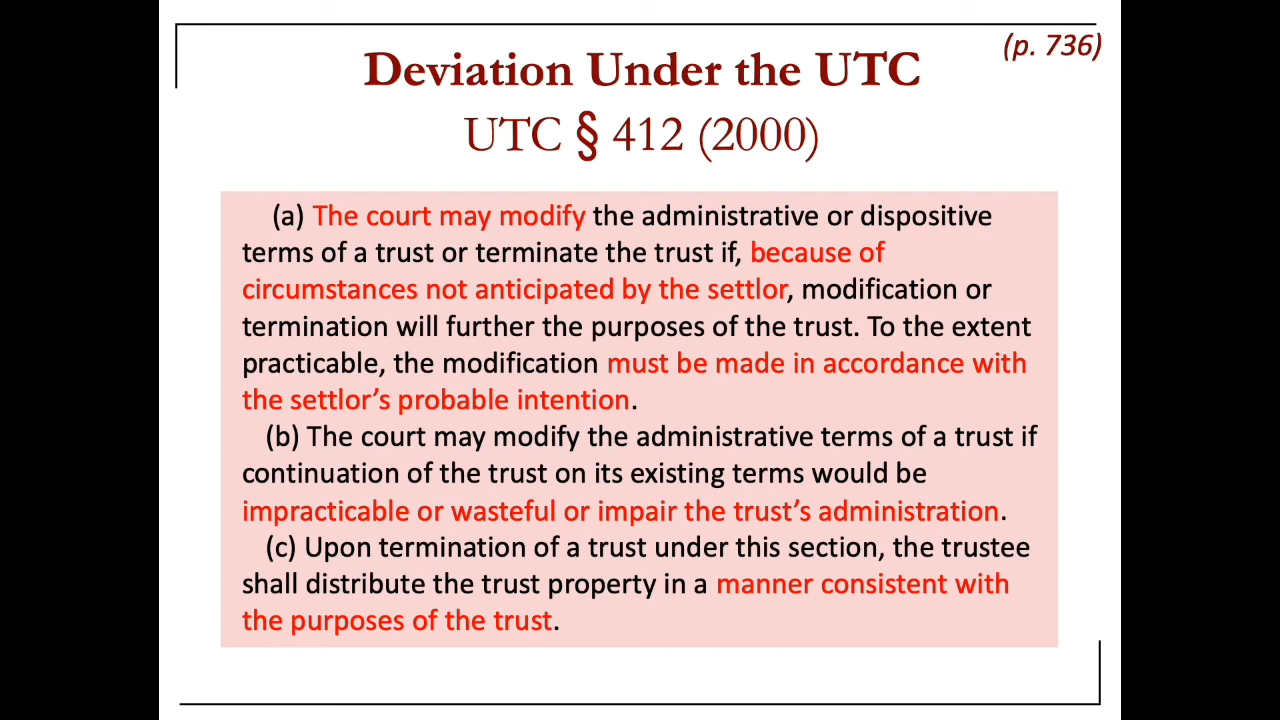 (p. 736)
Deviation Under the UTC
UTC § 412 (2000)
(a) The court may modify the administrative or dispositive
terms of a trust or terminate the trust if, because of
circumstances not anticipated by the settlor, modification or
termination will further the purposes of the trust. To the extent
practicable, the modification must be made in accordance with
the settlor’s probable intention.
(b) The court may modify the administrative terms of a trust if
continuation of the trust on its existing terms would be
impracticable or wasteful or impair the trust’s administration.
(c) Upon termination of a trust under this section, the trustee
shall distribute the trust property in a manner consistent with
the purposes of the trust.